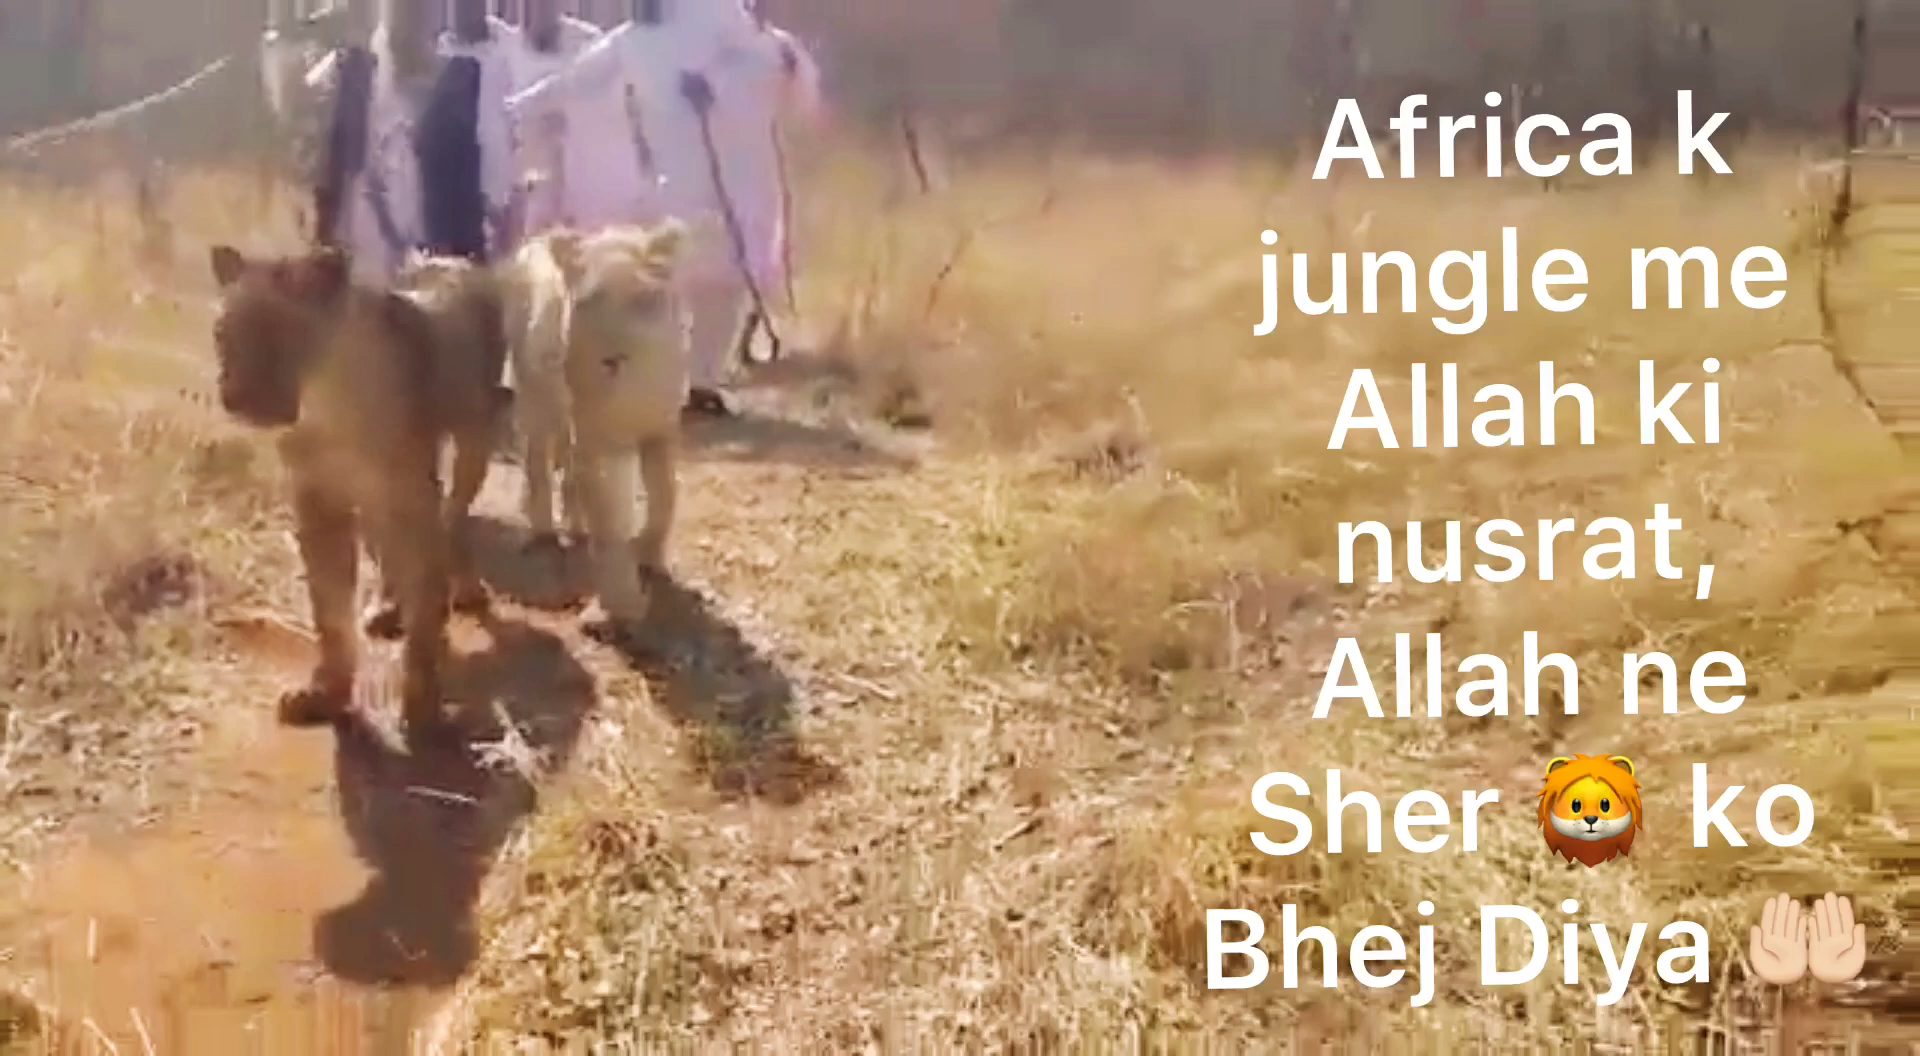 Africa k
jungle me
Allah ki
nusrat,
Allah ne
Sher 🦁 ko
Bhej Diya 🤲🏻